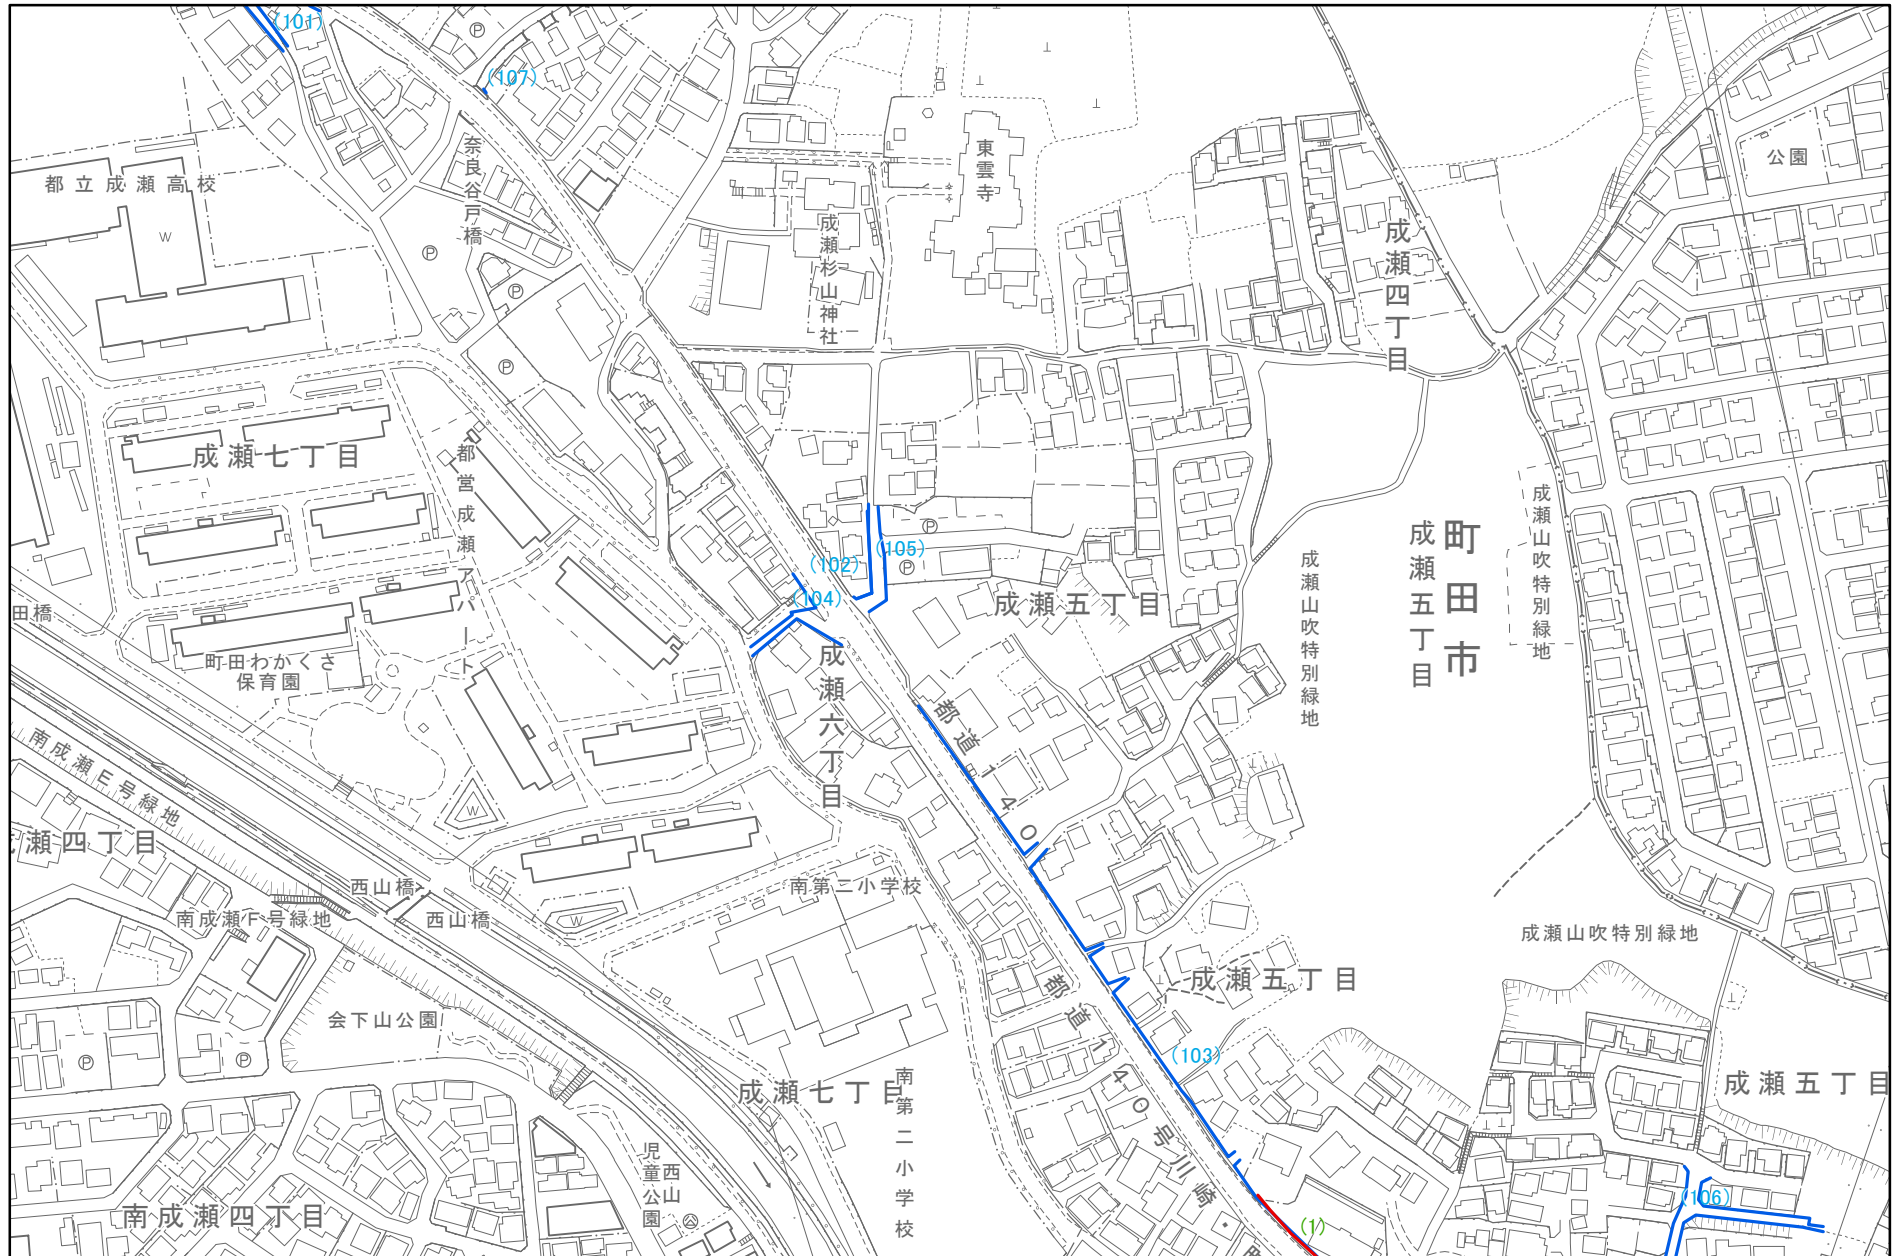 (101)
(107)
奈良谷戸橋
都立成瀬高校
W
P
P
P
P
東雲寺
成瀬杉山神社
公園
成瀬四丁目
成瀬七丁目
都営成瀬アパート
成瀬山吹特別緑地
町田市
成瀬五丁目
成瀬山吹特別緑地
(102)
(105)
(104)
P
P
成瀬五丁目
田橋
町田わかくさ
保育園
成瀬六丁目
都道140
南成瀬E号緑地
瀬四丁目
W
西山橋
西山橋
南成瀬F号緑地
W
南第二小学校
成瀬山吹特別緑地
成瀬五丁目
都道140号川崎
会下山公園
P
P
(103)
成瀬七丁目
南第二小学校
成瀬五丁目
児童公園
西山
南成瀬四丁目
(106)
(1)